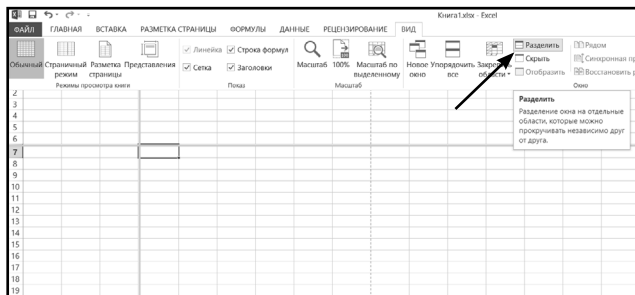 Книга1.xlsx - Excel
ФАЙЛ ГЛАВНАЯ ВСТАВКА РАЗМЕТКА СТРАНИЦЫ ФОРМУЛЫ ДАННЫЕ РЕЦЕНЗИРОВАНИЕ ВИД
Обычный Страничный режим Разметка страницы Представления
Режимы просмотра книги
Линейка Строка формул
Сетка Заголовки
Показ
Масштаб 100% Масштаб по выделенному
Масштаб
Новое окно Упорядочить все области
Разделить
Скрыть
Отобразить
Рядом
Синхронная пр
Восстановить р
Окно
Разделить
Разделение окна на отдельные
области, которые можно
прокручивать независимо друг
от друга.
2
3
4
5
6
7
8
9
10
11
12
13
14
15
16
17
18
19